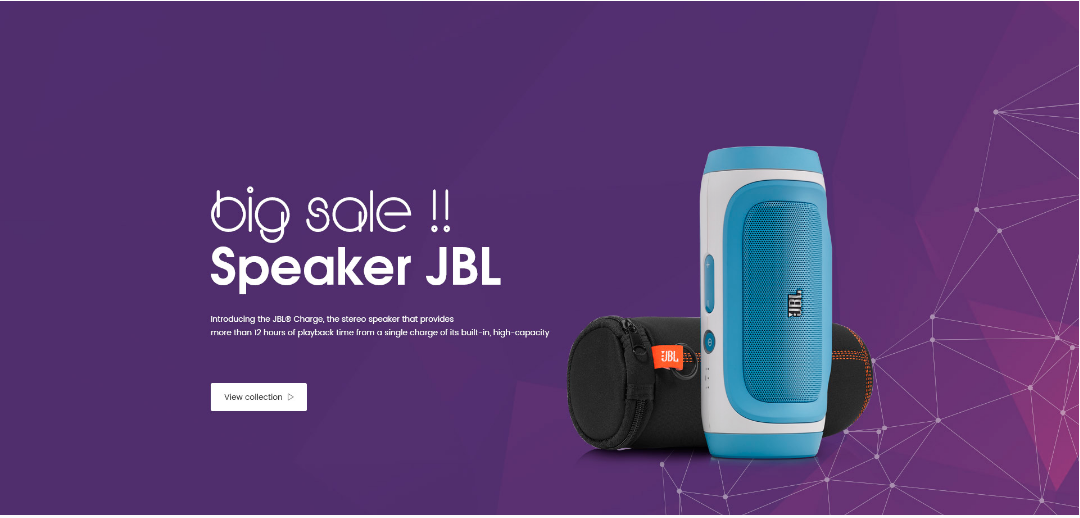 big sale !!
Speaker JBL
Introducing the JBL® Charge, the stereo speaker that provides
more than 12 hours of playback time from a single charge of its built-in, high-capacity
View collection
JBL
JBL